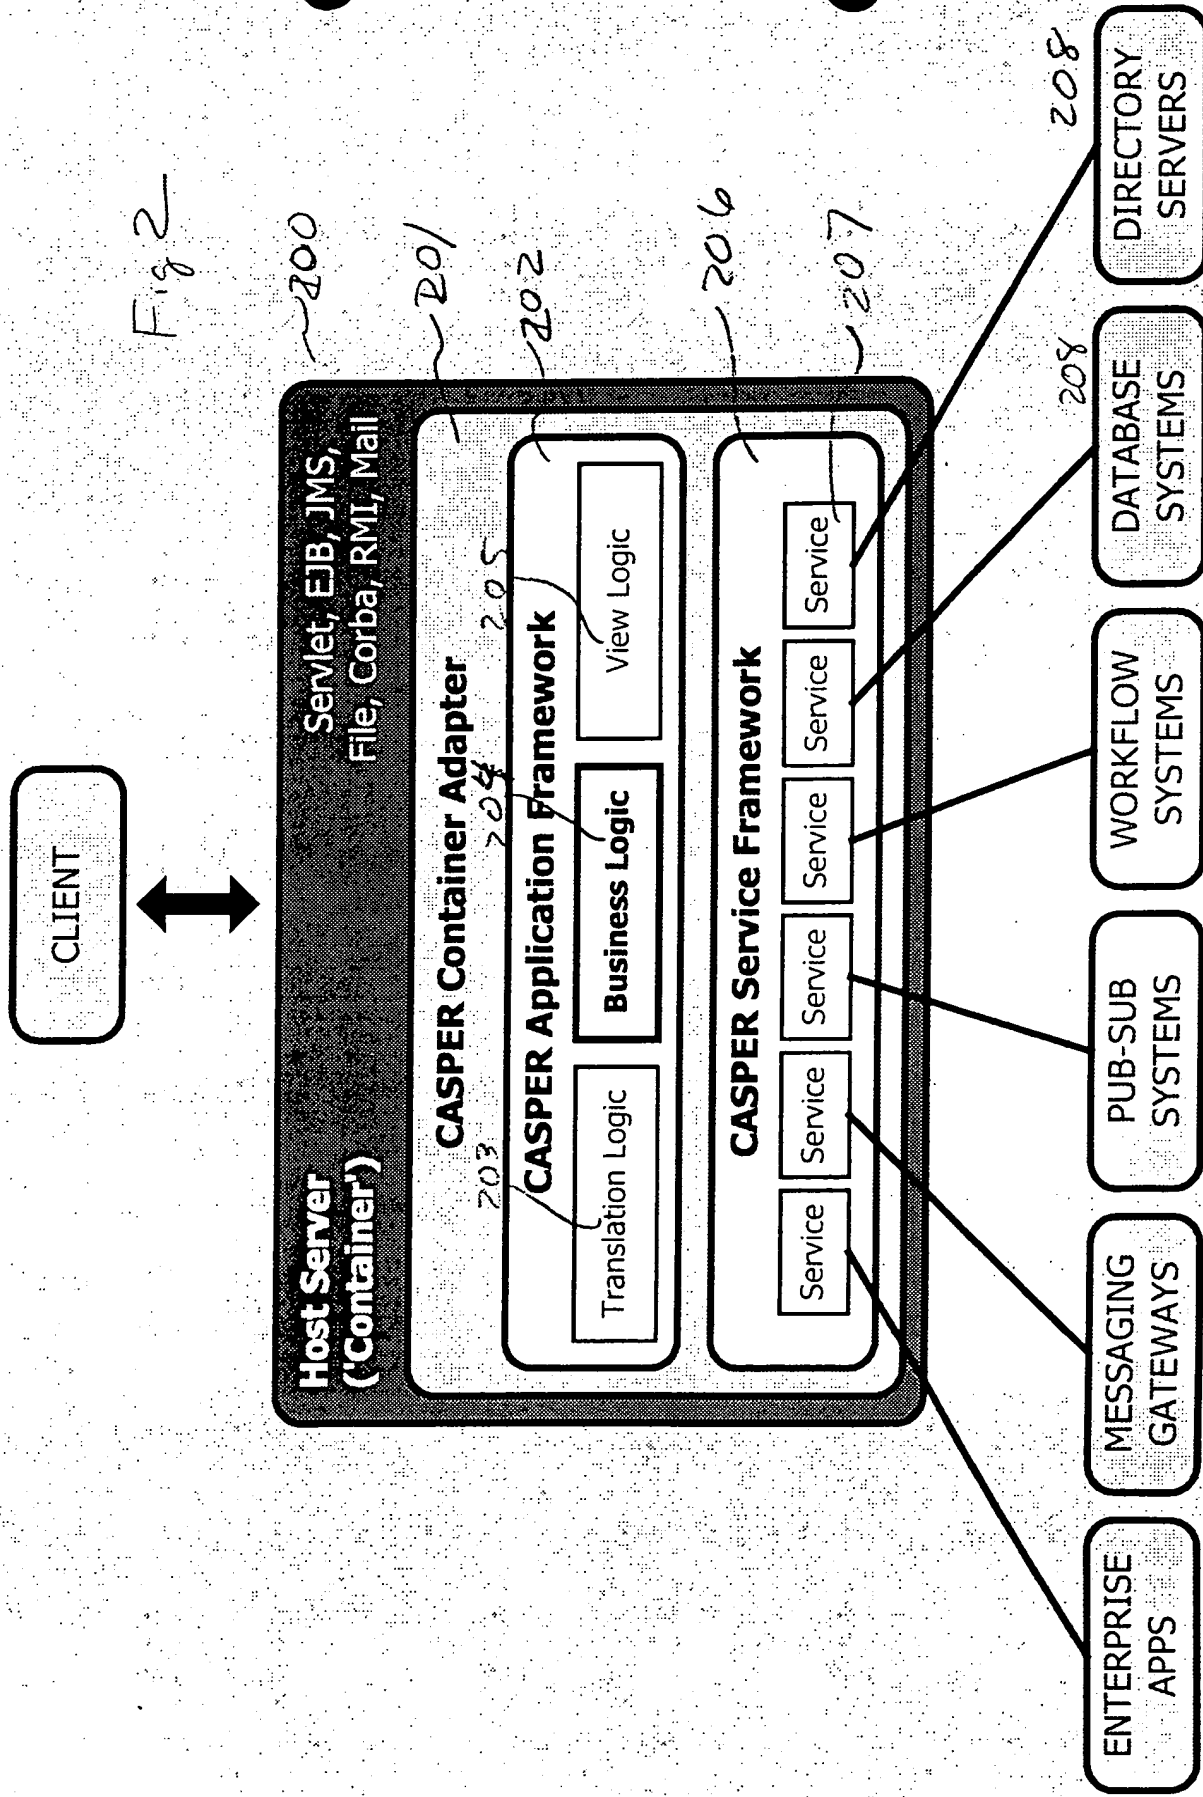 Fig 2
CLIENT
200
Host Server
('Container')
Servlet, EJB, JMS,
File, Corba, RMI, Mail
201
CASPER Container Adapter
202
203
204
205
CASPER Application Framework
Translation Logic
Business Logic
View Logic
206
CASPER Service Framework
207
Service
Service
Service
Service
Service
Service
208
208
ENTERPRISE
APPS
MESSAGING
GATEWAYS
PUB-SUB
SYSTEMS
WORKFLOW
SYSTEMS
DATABASE
SYSTEMS
DIRECTORY
SERVERS